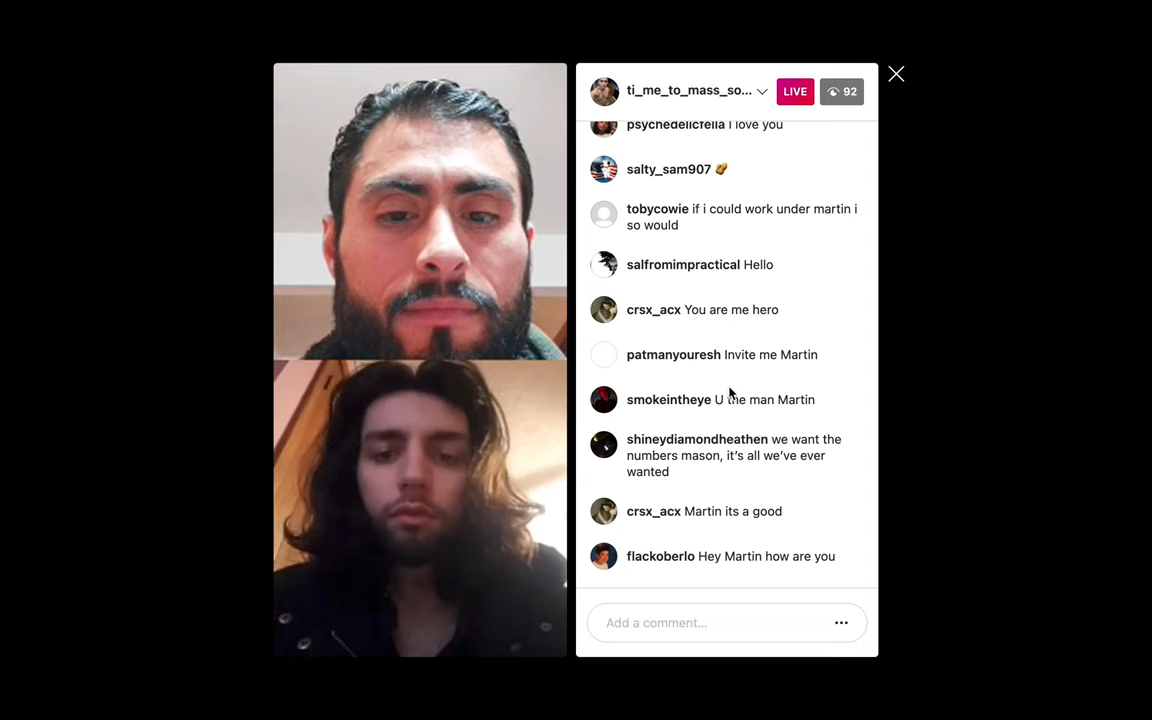 ti_me_to_mass_so...
LIVE
92
psychedelicfella I love you
salty_sam907
tobycowie if i could work under martin i
so would
salfromimpractical Hello
crsx_acx You are me hero
patmanyouresh Invite me Martin
smokeintheye U the man Martin
shineydiamondheathen we want the
numbers mason, it's all we've ever
wanted
crsx_acx Martin its a good
flackoberlo Hey Martin how are you
Add a comment...